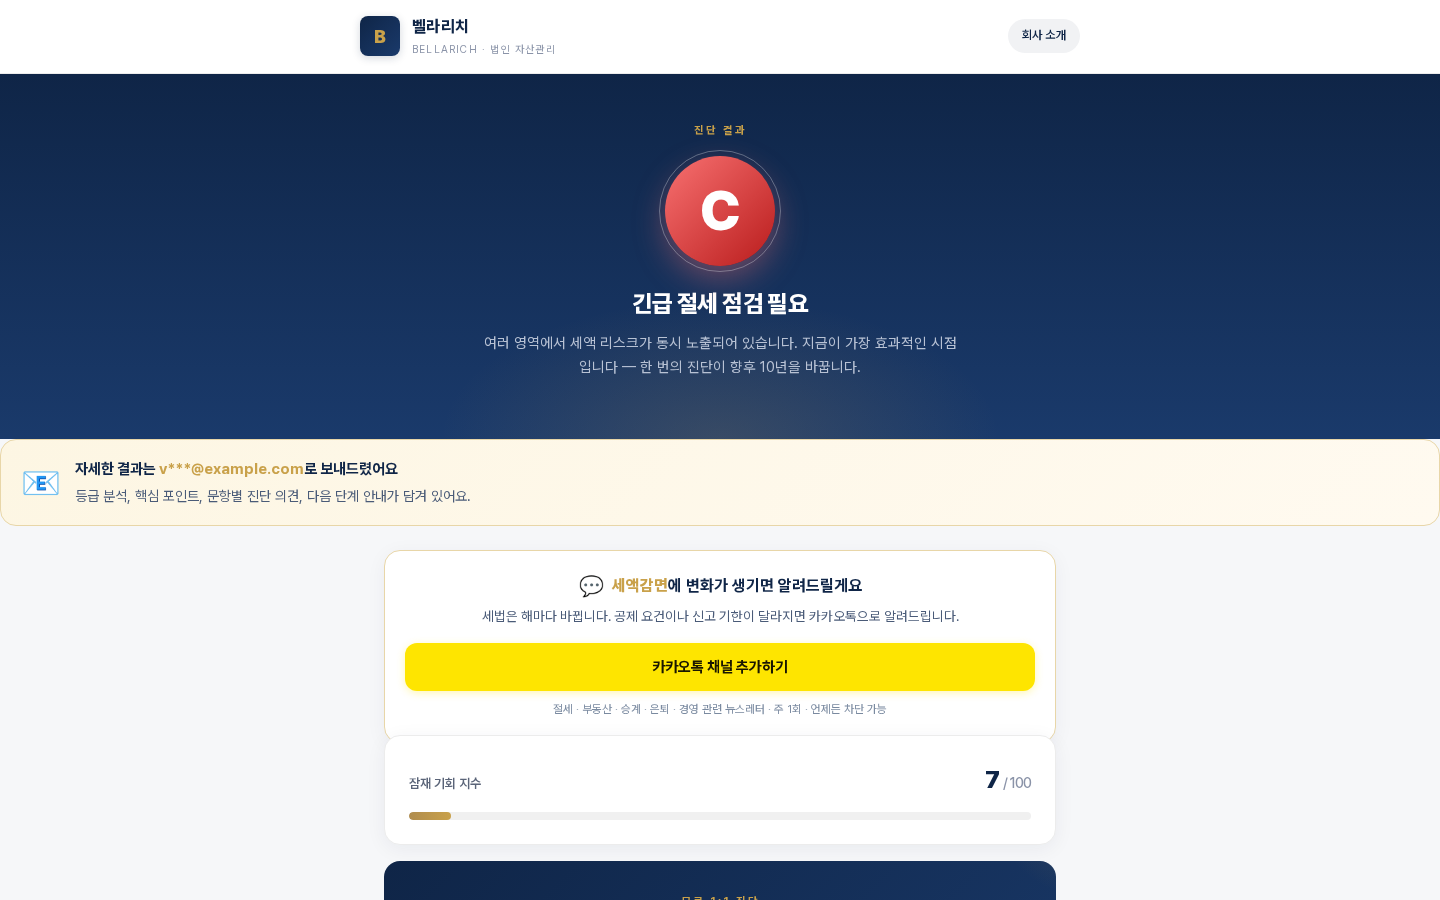 B
벨라리치
BELLARICH · 법인 자산관리
회사 소개
진단 결과
C
긴급 절세 점검 필요
여러 영역에서 세액 리스크가 동시 노출되어 있습니다. 지금이 가장 효과적인 시점
입니다 — 한 번의 진단이 향후 10년을 바꿉니다.
자세한 결과는 v***@example.com로 보내드렸어요
등급 분석, 핵심 포인트, 문항별 진단 의견, 다음 단계 안내가 담겨 있어요.
세액감면에 변화가 생기면 알려드릴게요
세법은 해마다 바뀝니다. 공제 요건이나 신고 기한이 달라지면 카카오톡으로 알려드립니다.
카카오톡 채널 추가하기
절세 · 부동산 · 승계 · 은퇴 · 경영 관련 뉴스레터 · 주 1회 · 언제든 차단 가능
잠재 기회 지수
7 / 100